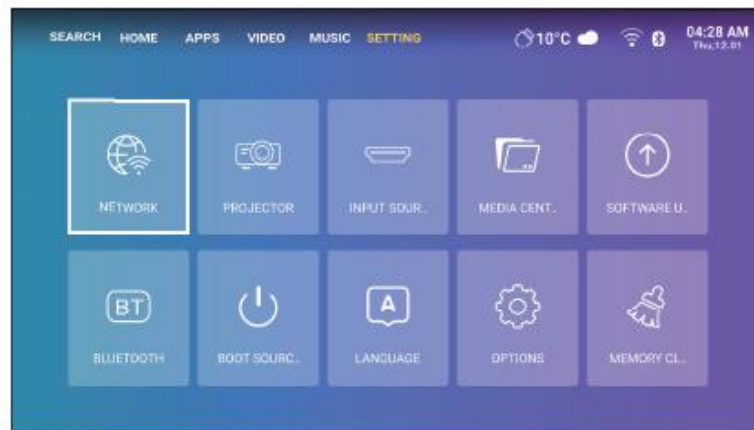 SEARCH HOME APPS VIDEO MUSIC SETTING 10°C 04:28 AM
Thu,12.01
NETWORK PROJECTOR INPUT SOUR.. MEDIA CENT.. SOFTWARE U..
BT A
BLUETOOTH BOOT SOURC.. LANGUAGE OPTIONS MEMORY CL..